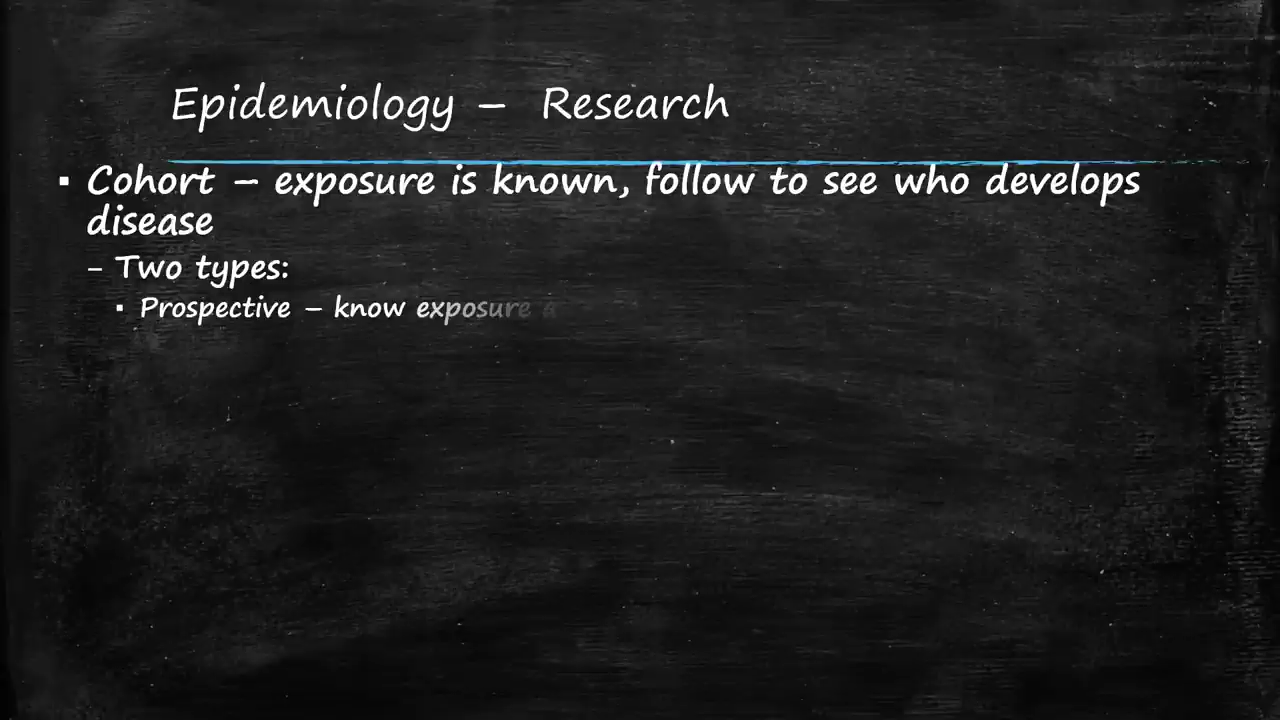 Epidemiology – Research
▪ Cohort – exposure is known, follow to see who develops
disease
– Two types:
▪ Prospective – know exposure a